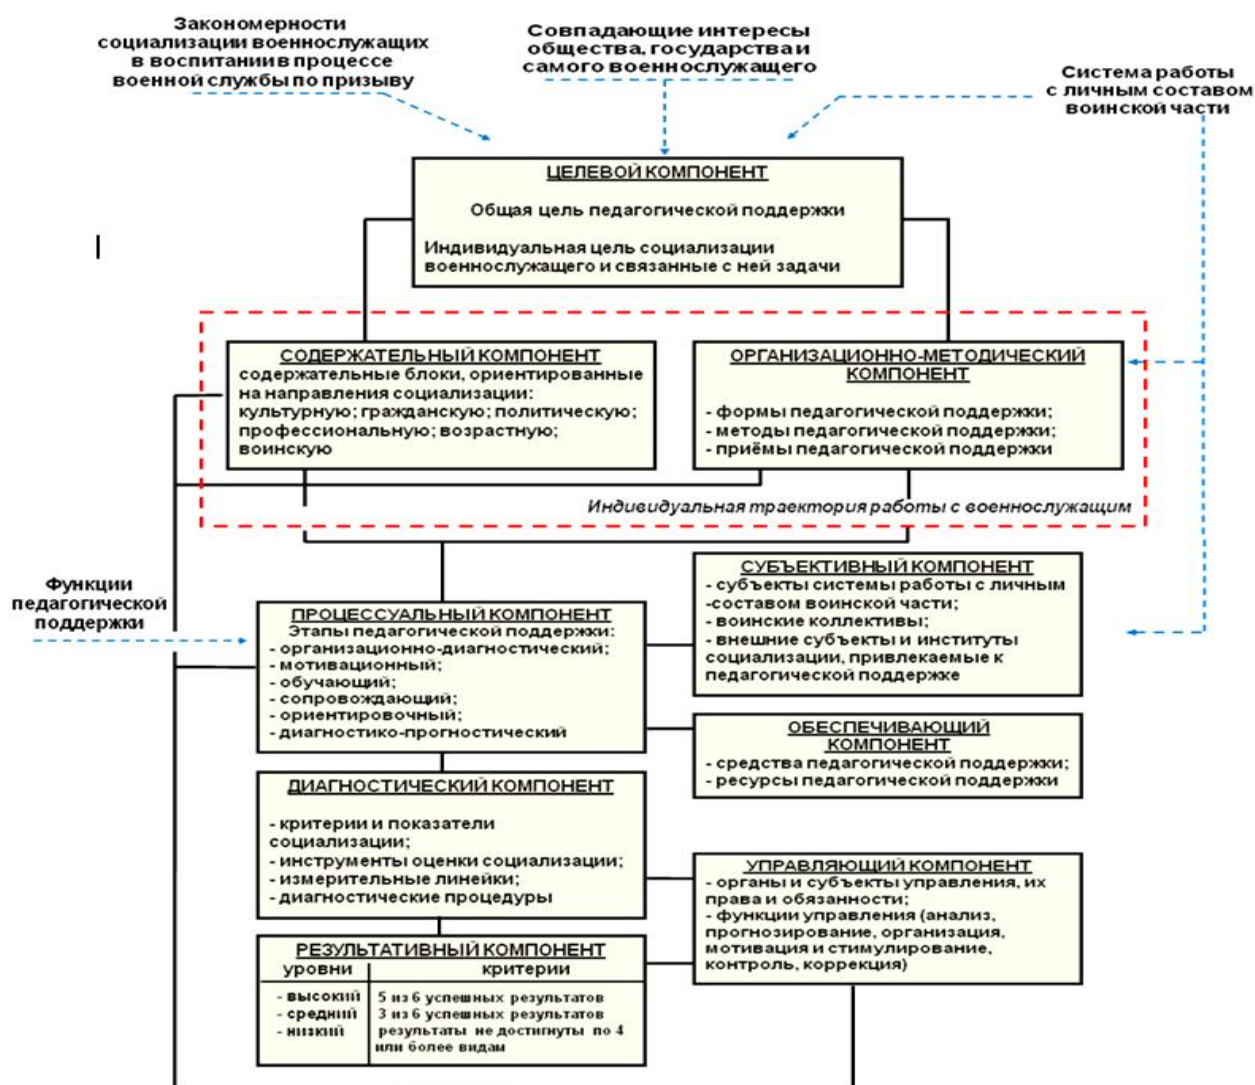 Закономерности
социализации военнослужащих
в воспитании в процессе
военной службы по призыву
Совпадающие интересы
общества, государства и
самого военнослужащего
Система работы
с личным составом
воинской части
ЦЕЛЕВОЙ КОМПОНЕНТ
Общая цель педагогической поддержки
Индивидуальная цель социализации
военнослужащего и связанные с ней задачи
СОДЕРЖАТЕЛЬНЫЙ КОМПОНЕНТ
содержательные блоки, ориентированные
на направления социализации:
культурную; гражданскую; политическую;
профессиональную; возрастную;
воинскую
ОРГАНИЗАЦИОННО-МЕТОДИЧЕСКИЙ
КОМПОНЕНТ
- формы педагогической поддержки;
- методы педагогической поддержки;
- приёмы педагогической поддержки
Индивидуальная траектория работы с военнослужащим
Функции
педагогической
поддержки
ПРОЦЕССУАЛЬНЫЙ КОМПОНЕНТ
Этапы педагогической поддержки:
- организационно-диагностический;
- мотивационный;
- обучающий;
- сопровождающий;
- ориентировочный;
- диагностико-прогностический
СУБЪЕКТИВНЫЙ КОМПОНЕНТ
- субъекты системы работы с личным
-составом воинской части;
- воинские коллективы;
- внешние субъекты и институты
социализации, привлекаемые к
педагогической поддержке
ОБЕСПЕЧИВАЮЩИЙ
КОМПОНЕНТ
- средства педагогической поддержки;
- ресурсы педагогической поддержки
ДИАГНОСТИЧЕСКИЙ КОМПОНЕНТ
- критерии и показатели
социализации;
- инструменты оценки социализации;
- измерительные линейки;
- диагностические процедуры
УПРАВЛЯЮЩИЙ КОМПОНЕНТ
- органы и субъекты управления, их
права и обязанности;
- функции управления (анализ,
прогнозирование, организация,
мотивация и стимулирование,
контроль, коррекция)
РЕЗУЛЬТАТИВНЫЙ КОМПОНЕНТ
уровни критерии
- высокий 5 из 6 успешных результатов
- средний 3 из 6 успешных результатов
- низкий результаты не достигнуты по 4
или более видам